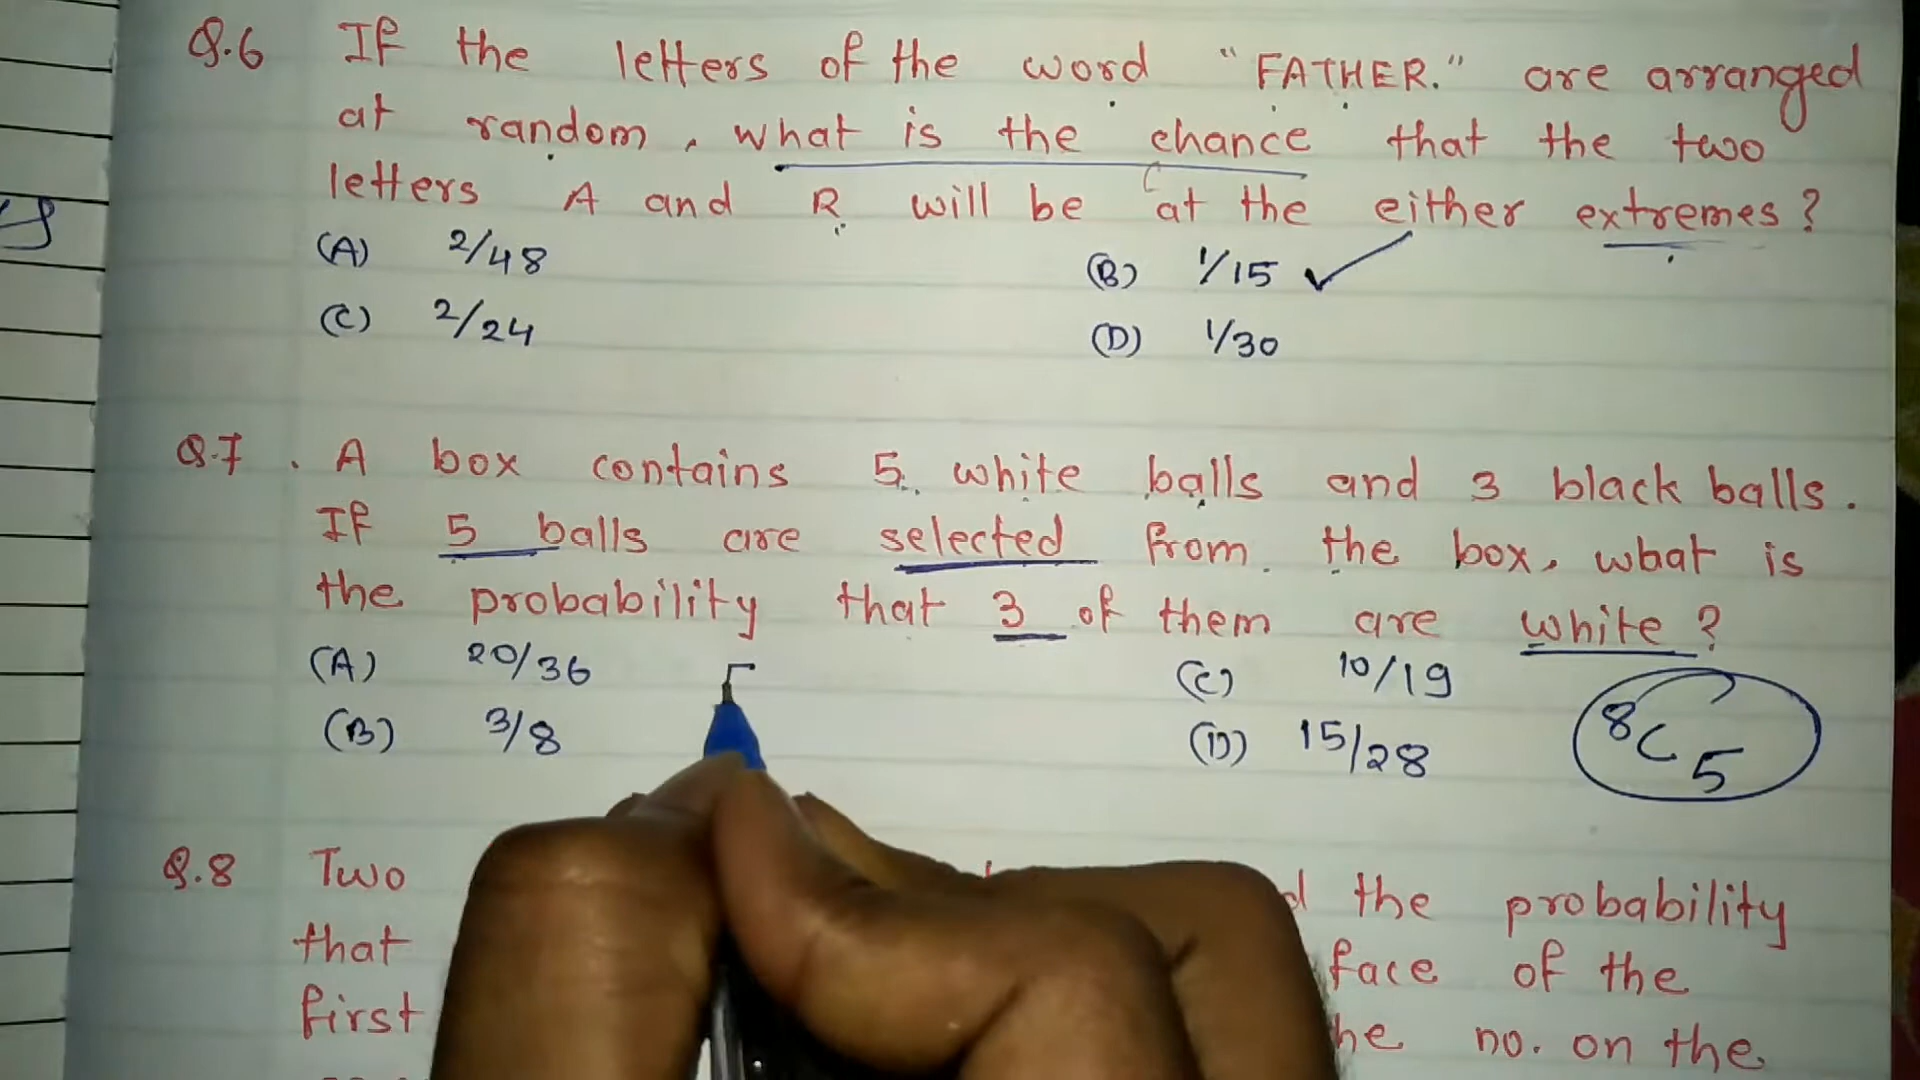 Q.6 If the letters of the word "FATHER." are arranged
at random, what is the chance that the two
letters A and R will be at the either extremes?
(A) 2/48 (B) 1/15 ✓
(C) 2/24 (D) 1/30
Q.7. A box contains 5 white balls and 3 black balls.
If 5 balls are selected from the box, what is
the probability that 3 of them are white?
(A) 20/36 (C) 10/19
(B) 3/8 (D) 15/28
8C5
Q.8 Two the probability
that face of the
first no. on the